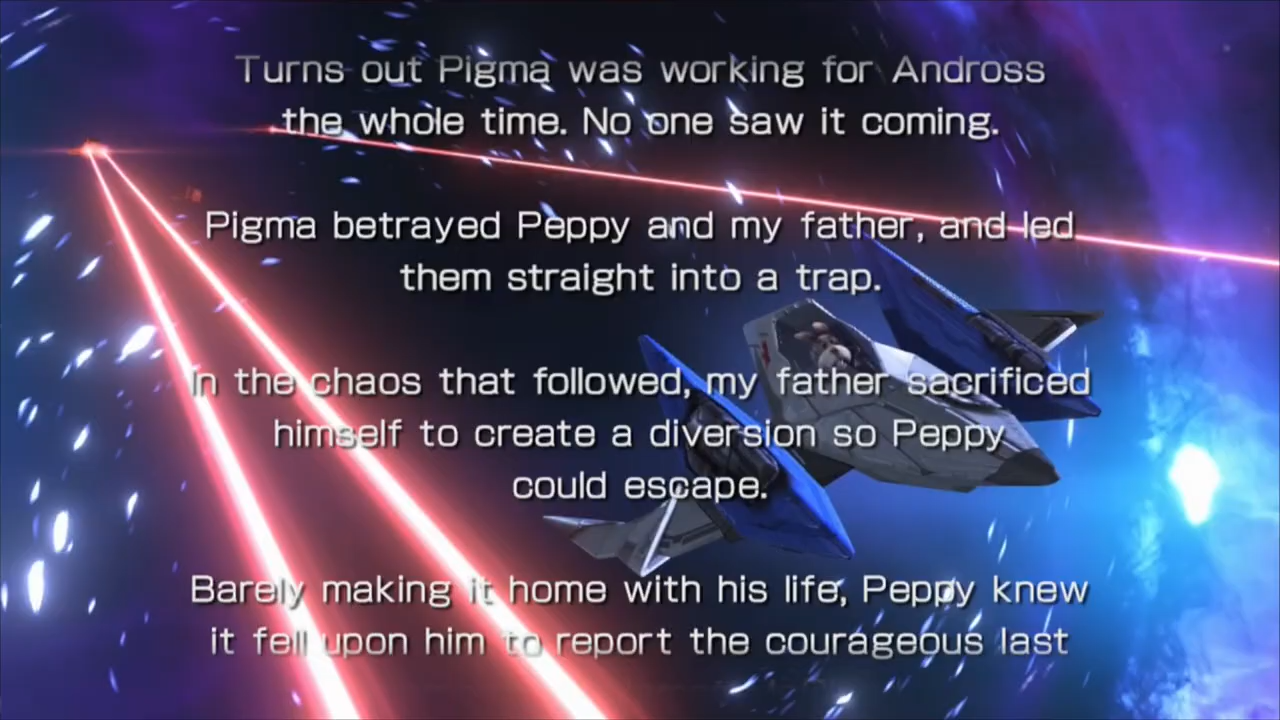 Turns out Pigma was working for Andross
the whole time. No one saw it coming.
Pigma betrayed Peppy and my father, and led
them straight into a trap.
In the chaos that followed, my father sacrificed
himself to create a diversion so Peppy
could escape.
Barely making it home with his life, Peppy knew
it fell upon him to report the courageous last